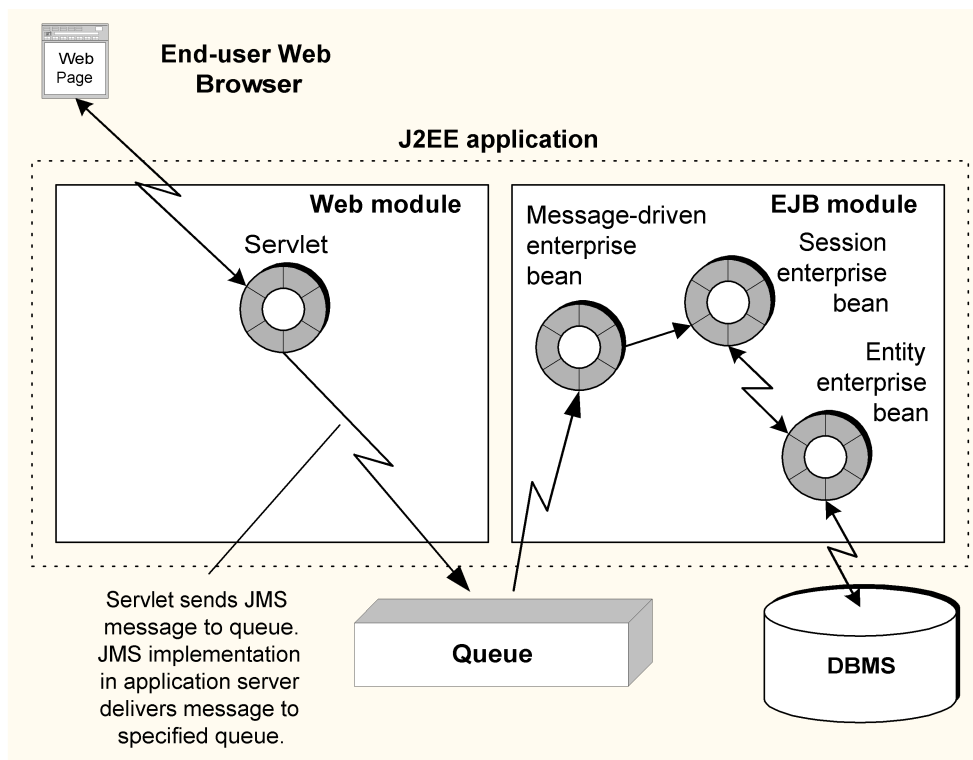 Web
Page
End-user Web
Browser
J2EE application
Web module
Servlet
EJB module
Message-driven
enterprise
bean
Session
enterprise
bean
Entity
enterprise
bean
Servlet sends JMS
message to queue.
JMS implementation
in application server
delivers message to
specified queue.
Queue
DBMS